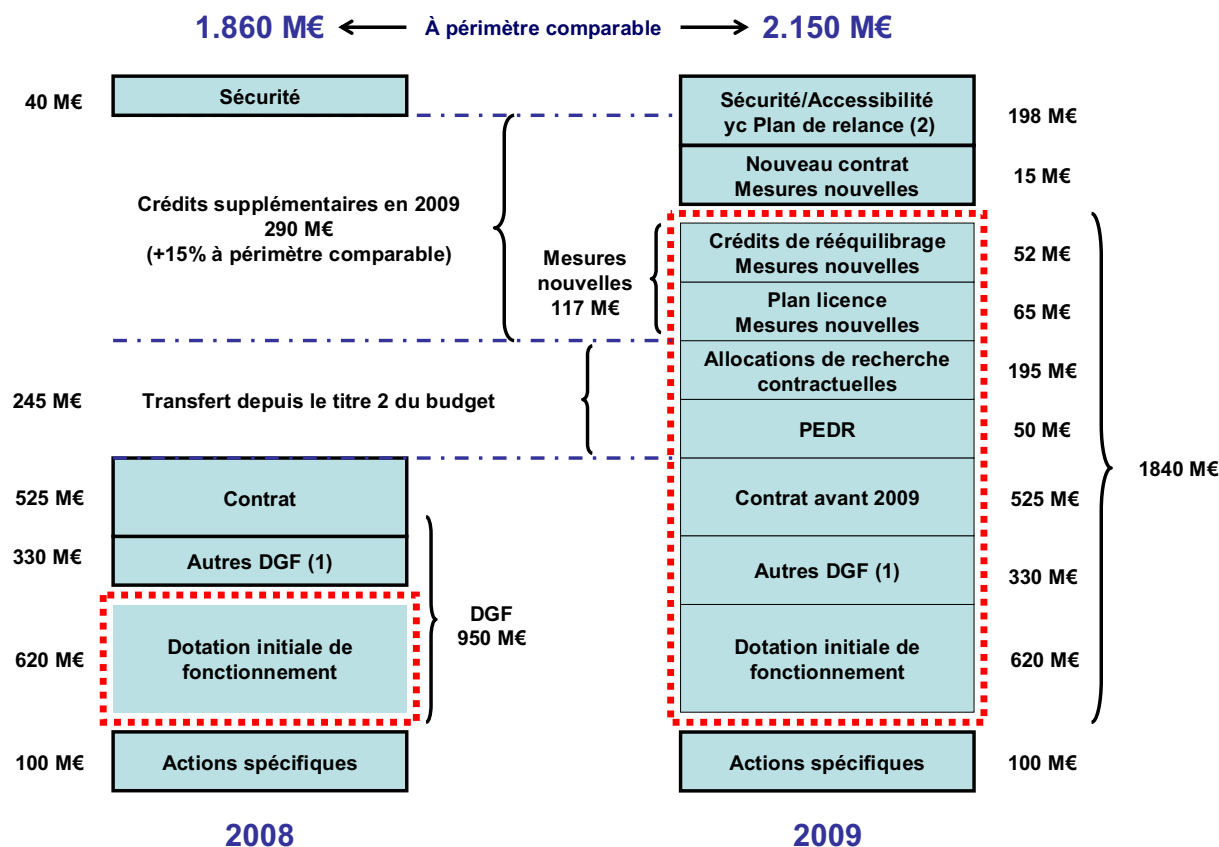 1.860 M€ À périmètre comparable 2.150 M€
40 M€
Sécurité
Crédits supplémentaires en 2009
290 M€
(+15% à périmètre comparable)
245 M€
Transfert depuis le titre 2 du budget
525 M€
Contrat
330 M€
Autres DGF (1)
620 M€
Dotation initiale de
fonctionnement
DGF
950 M€
100 M€
Actions spécifiques
2008
Mesures
nouvelles
117 M€
Sécurité/Accessibilité
yc Plan de relance (2)
198 M€
Nouveau contrat
Mesures nouvelles
15 M€
Crédits de rééquilibrage
Mesures nouvelles
52 M€
Plan licence
Mesures nouvelles
65 M€
Allocations de recherche
contractuelles
195 M€
PEDR
50 M€
Contrat avant 2009
525 M€
Autres DGF (1)
330 M€
Dotation initiale de
fonctionnement
620 M€
1840 M€
Actions spécifiques
100 M€
2009